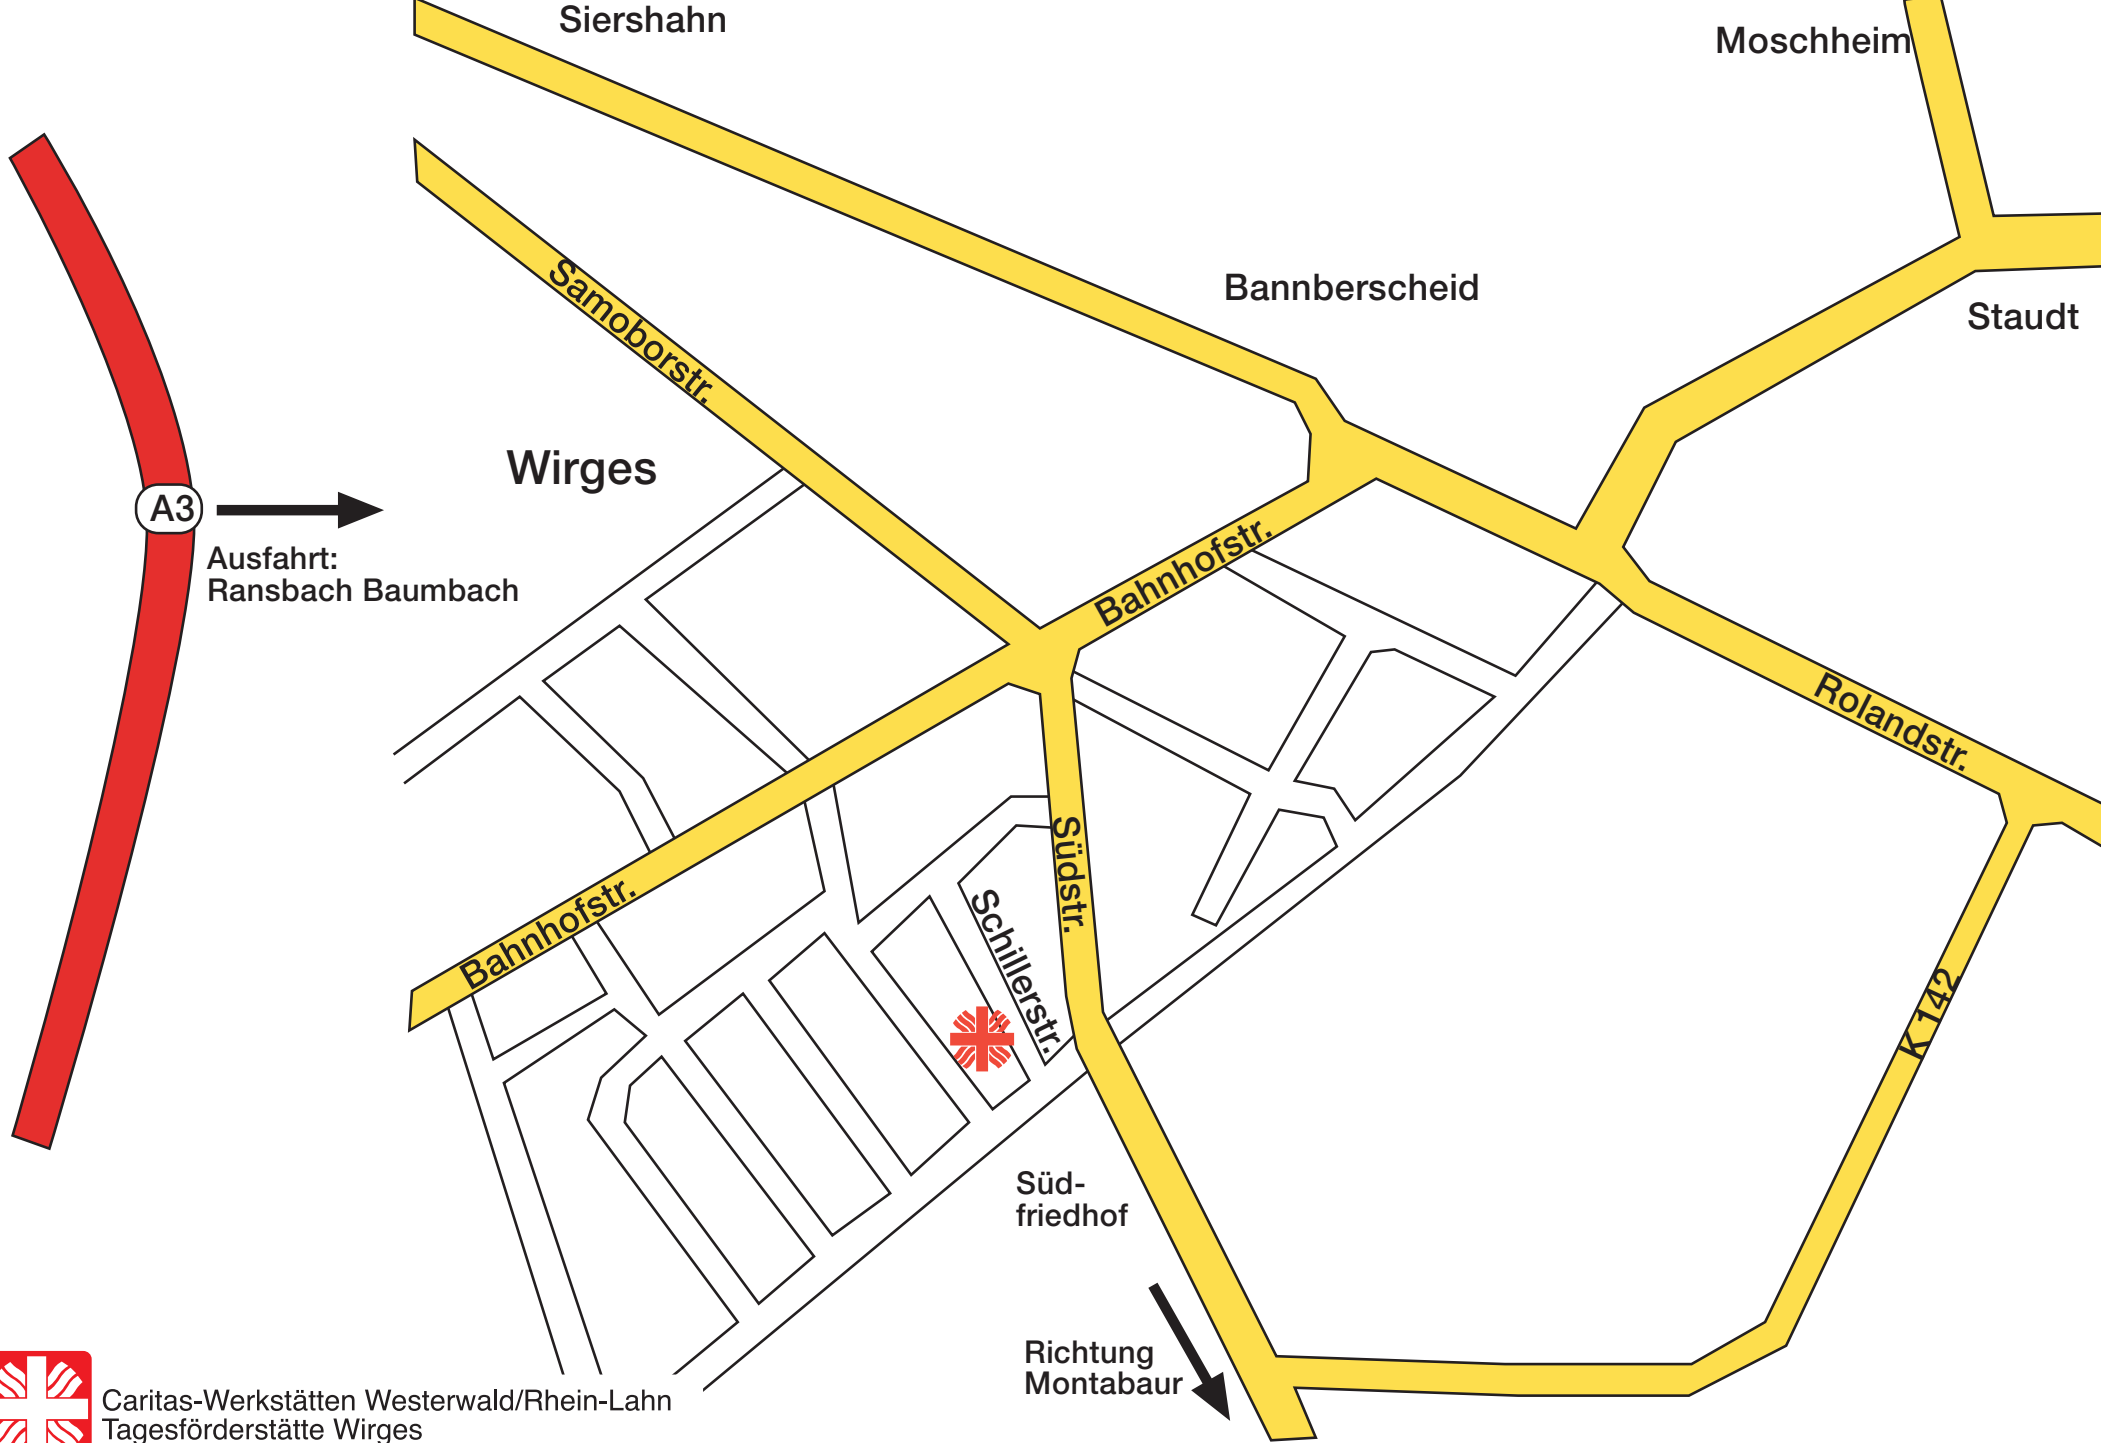 Siershahn
Moschheim
Bannberscheid
Staudt
Samoborstr.
Wirges
A3
Ausfahrt:
Ransbach Baumbach
Bahnhofstr.
Rolandstr.
Südstr.
Bahnhofstr.
Schillerstr.
K 142
Süd-
friedhof
Richtung
Montabaur
Caritas-Werkstätten Westerwald/Rhein-Lahn
Tagesförderstätte Wirges